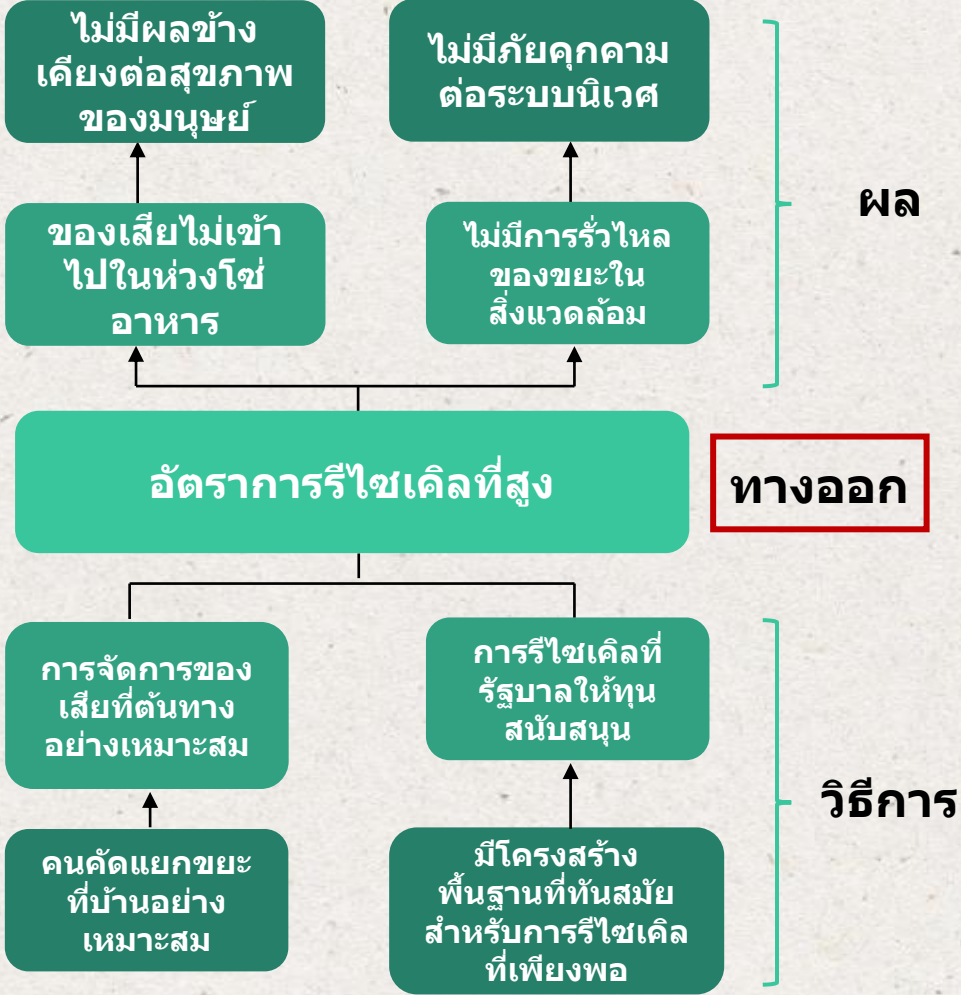 ไม่มีผลข้าง
เคียงต่อสุขภาพ
ของมนุษย์
ไม่มีภัยคุกคาม
ต่อระบบนิเวศ
ของเสียไม่เข้า
ไปในห่วงโซ่
อาหาร
ไม่มีการรั่วไหล
ของขยะใน
สิ่งแวดล้อม
ผล
อัตราการรีไซเคิลที่สูง
ทางออก
การจัดการของ
เสียที่ต้นทาง
อย่างเหมาะสม
การรีไซเคิลที่
รัฐบาลให้ทุน
สนับสนุน
คนคัดแยกขยะ
ที่บ้านอย่าง
เหมาะสม
มีโครงสร้าง
พื้นฐานที่ทันสมัย
สำหรับการรีไซเคิล
ที่เพียงพอ
วิธีการ